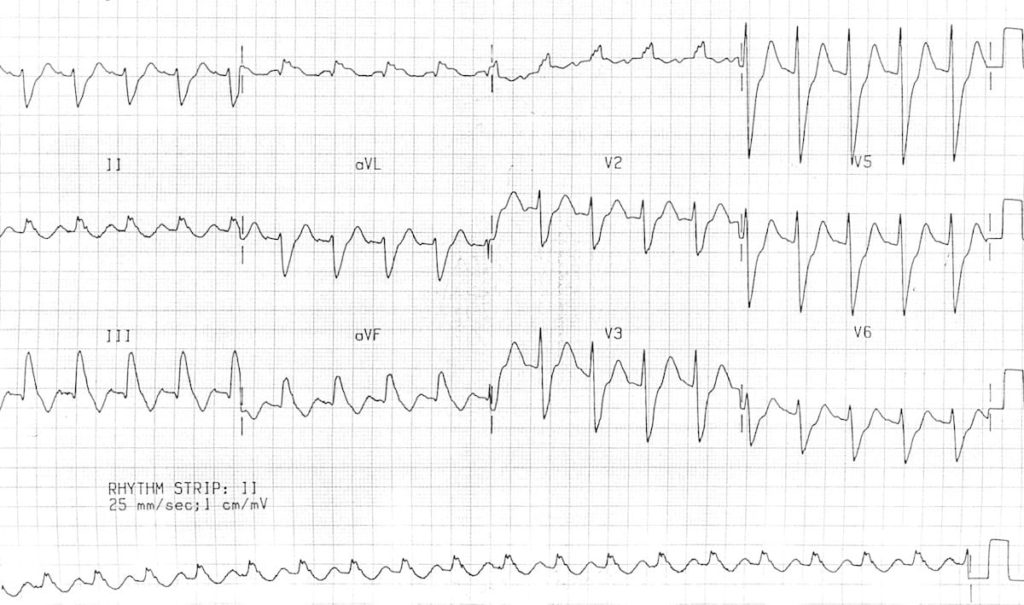 II aVL V2 V5
III aVF V3 V6
RHYTHM STRIP: II
25 mm/sec;1 cm/mV